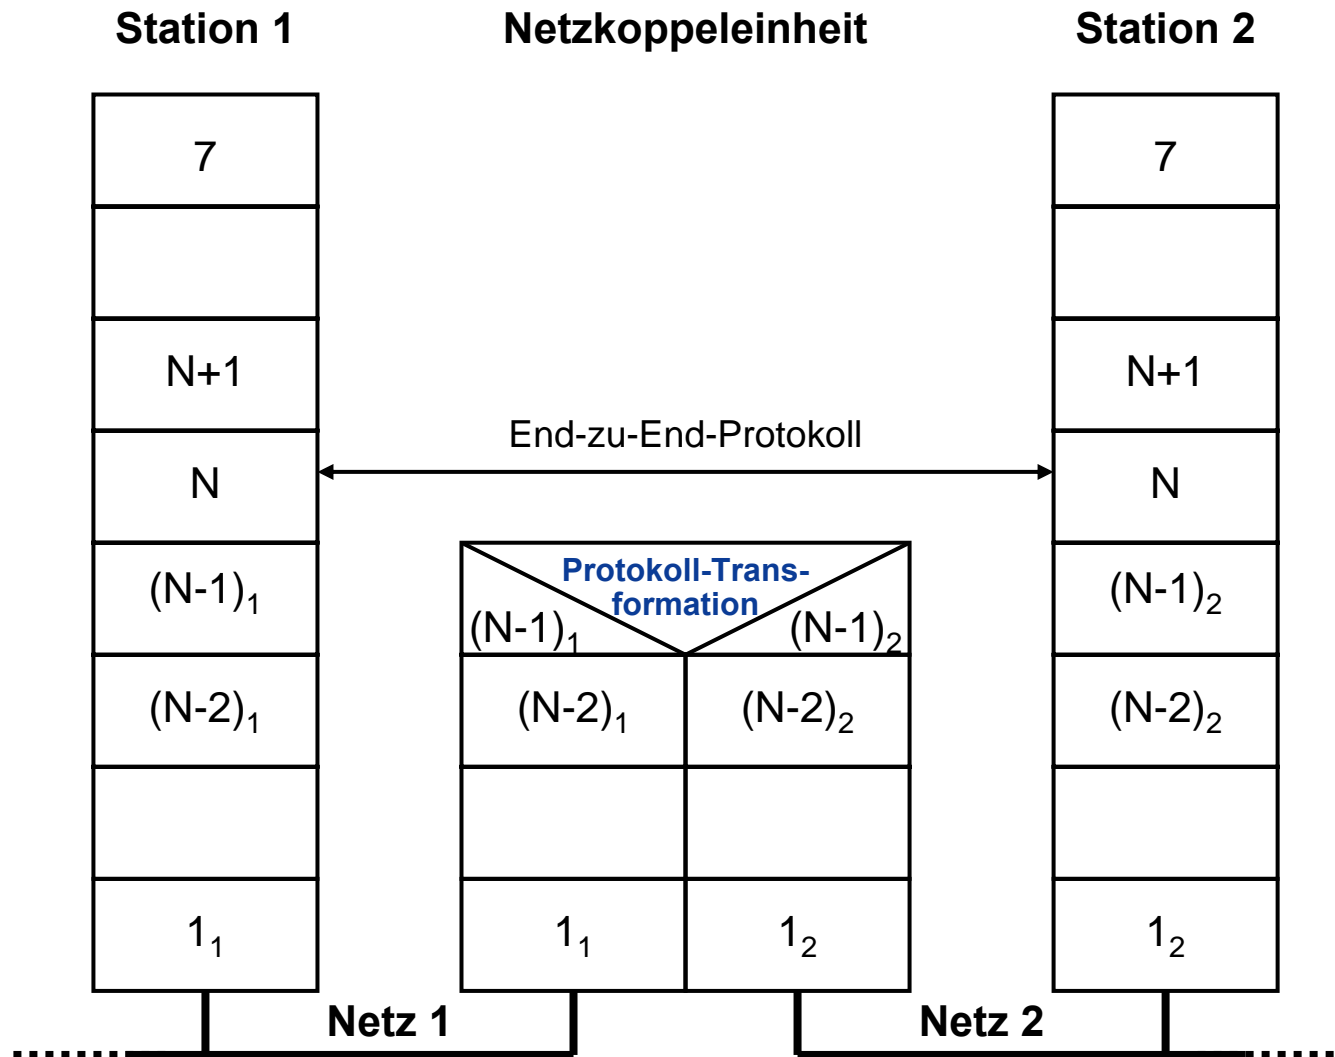 Station 1
Netzkoppeleinheit
Station 2
7
7
N+1
N+1
End-zu-End-Protokoll
N
N
(N-1)₁
Protokoll-Trans-
formation
(N-1)₁
(N-1)₂
(N-1)₂
(N-2)₁
(N-2)₁
(N-2)₂
(N-2)₂
1₁
1₁
1₂
1₂
Netz 1
Netz 2